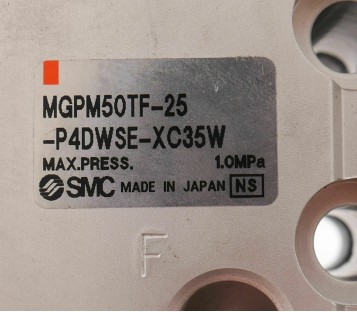 MGPM50TF-25
-P4DWSE-XC35W
MAX.PRESS. 1.0MPa
SMC MADE IN JAPAN NS
F